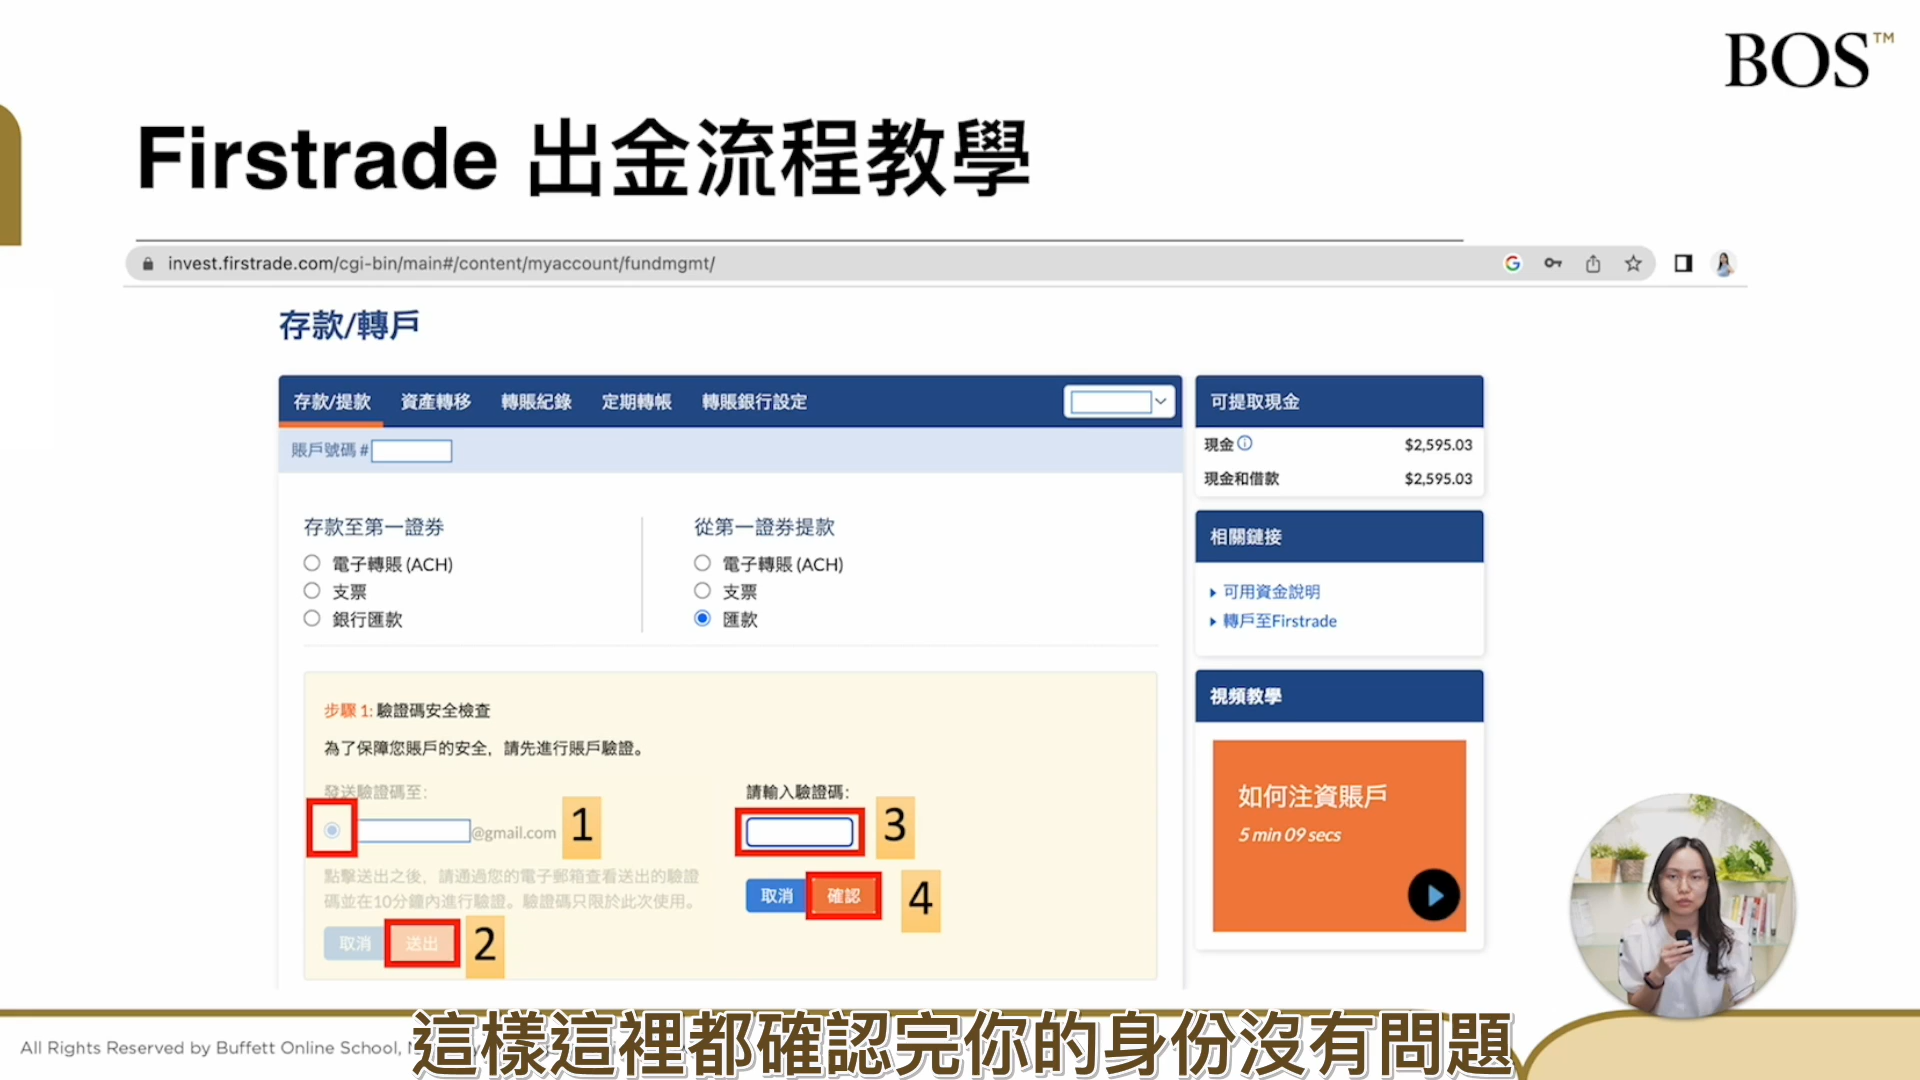 BOS™
Firstrade 出金流程教學
invest.firstrade.com/cgi-bin/main#/content/myaccount/fundmgmt/
存款/轉戶
存款/提款 資產轉移 轉賬紀錄 定期轉帳 轉賬銀行設定
賬戶號碼 #
存款至第一證券
電子轉賬 (ACH)
支票
銀行匯款
從第一證券提款
電子轉賬 (ACH)
支票
匯款
步驟 1: 驗證碼安全檢查
為了保障您賬戶的安全，請先進行賬戶驗證。
發送驗證碼至:
@gmail.com 1
點擊送出之後，請通過您的電子郵箱查看送出的驗證
碼並在10分鐘內進行驗證。驗證碼只限於此次使用。
取消 送出 2
請輸入驗證碼:
3
取消 確認 4
可提取現金
現金 $2,595.03
現金和借款 $2,595.03
相關鏈接
可用資金說明
轉戶至Firstrade
視頻教學
如何注資賬戶
5 min 09 secs
All Rights Reserved by Buffett Online School,
這樣這裡都確認完你的身份沒有問題